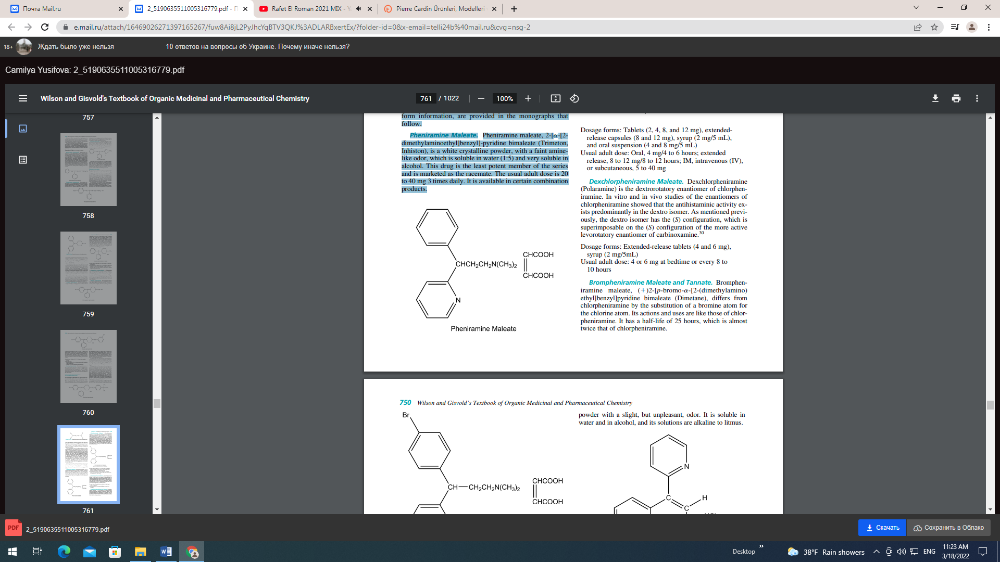 Почта Mail.ru
2_5190635511005316779.pdf - П
Rafet El Roman 2021 MIX - Ya
Pierre Cardin Ürünleri, Modelleri
e.mail.ru/attach/16469026271397165267/fuw8Ai8jL2PyJhcYqBTV3QKJ%3ADLARBxertEx/?folder-id=0&x-email=telli24b%40mail.ru&cvg=nsg-2
18+ Ждать было уже нельзя
10 ответов на вопросы об Украине. Почему иначе нельзя?
Camilya Yusifova: 2_5190635511005316779.pdf
Wilson and Gisvold's Textbook of Organic Medicinal and Pharmaceutical Chemistry
761 / 1022
100%
757
758
759
760
761
form information, are provided in the monographs that
follow.
Pheniramine Maleate. Pheniramine maleate, 2-[α-[2-
dimethylaminoethyl]benzyl]-pyridine bimaleate (Trimeton,
Inhiston), is a white crystalline powder, with a faint amine-
like odor, which is soluble in water (1:5) and very soluble in
alcohol. This drug is the least potent member of the series
and is marketed as the racemate. The usual adult dose is 20
to 40 mg 3 times daily. It is available in certain combination
products.
CHCH₂CH₂N(CH₃)₂
CHCOOH
CHCOOH
N
Pheniramine Maleate
Dosage forms: Tablets (2, 4, 8, and 12 mg), extended-
release capsules (8 and 12 mg), syrup (2 mg/5 mL),
and oral suspension (4 and 8 mg/5 mL)
Usual adult dose: Oral, 4 mg/4 to 6 hours; extended
release, 8 to 12 mg/8 to 12 hours; IM, intravenous (IV),
or subcutaneous, 5 to 40 mg
Dexchlorpheniramine Maleate. Dexchlorpheniramine
(Polaramine) is the dextrorotatory enantiomer of chlorphen-
iramine. In vitro and in vivo studies of the enantiomers of
chlorpheniramine showed that the antihistaminic activity ex-
ists predominantly in the dextro isomer. As mentioned previ-
ously, the dextro isomer has the (S) configuration, which is
superimposable on the (S) configuration of the more active
levorotatory enantiomer of carbinoxamine.³⁰
Dosage forms: Extended-release tablets (4 and 6 mg),
syrup (2 mg/5mL)
Usual adult dose: 4 or 6 mg at bedtime or every 8 to
10 hours
Brompheniramine Maleate and Tannate. Bromphen-
iramine maleate, (+)2-[p-bromo-α-[2-(dimethylamino)
ethyl]benzyl]pyridine bimaleate (Dimetane), differs from
chlorpheniramine by the substitution of a bromine atom for
the chlorine atom. Its actions and uses are like those of chlor-
pheniramine. It has a half-life of 25 hours, which is almost
twice that of chlorpheniramine.
750 Wilson and Gisvold's Textbook of Organic Medicinal and Pharmaceutical Chemistry
Br
CH—CH₂CH₂N(CH₃)₂
CHCOOH
CHCOOH
powder with a slight, but unpleasant, odor. It is soluble in
water and in alcohol, and its solutions are alkaline to litmus.
N
C
H
C
PDF 2_5190635511005316779.pdf
Скачать
Сохранить в Облако
Desktop
38°F Rain showers
ENG
11:23 AM
3/18/2022